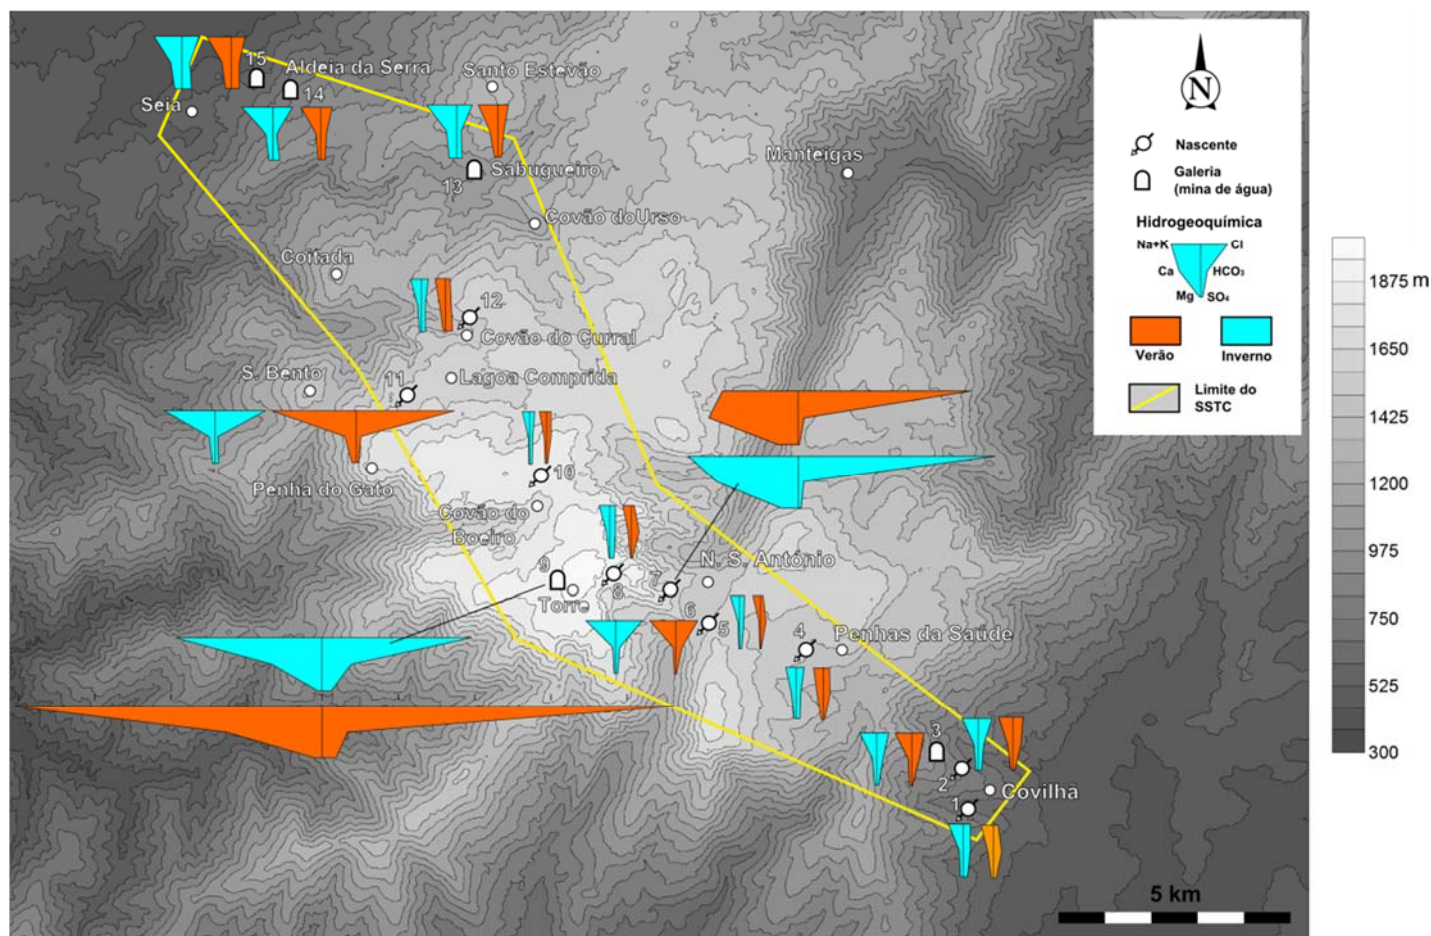 15
Aldeia da Serra
Santo Estevão
14
Seia
13
Sabugueiro
Manteigas
Covão doUrso
Coitada
12
Covão do Curral
S. Bento
11
Lagoa Comprida
10
Penha do Gato
Covão do
Boeiro
N. S. António
9
8
7
Torre
6
5
4
Penhas da Saúde
3
2
Covilhã
1
5 km
N
Nascente
Galeria
(mina de água)
Hidrogeoquímica
Na+K
Cl
Ca
HCO₃
Mg
SO₄
Verão
Inverno
Limite do
SSTC
1875 m
1650
1425
1200
975
750
525
300